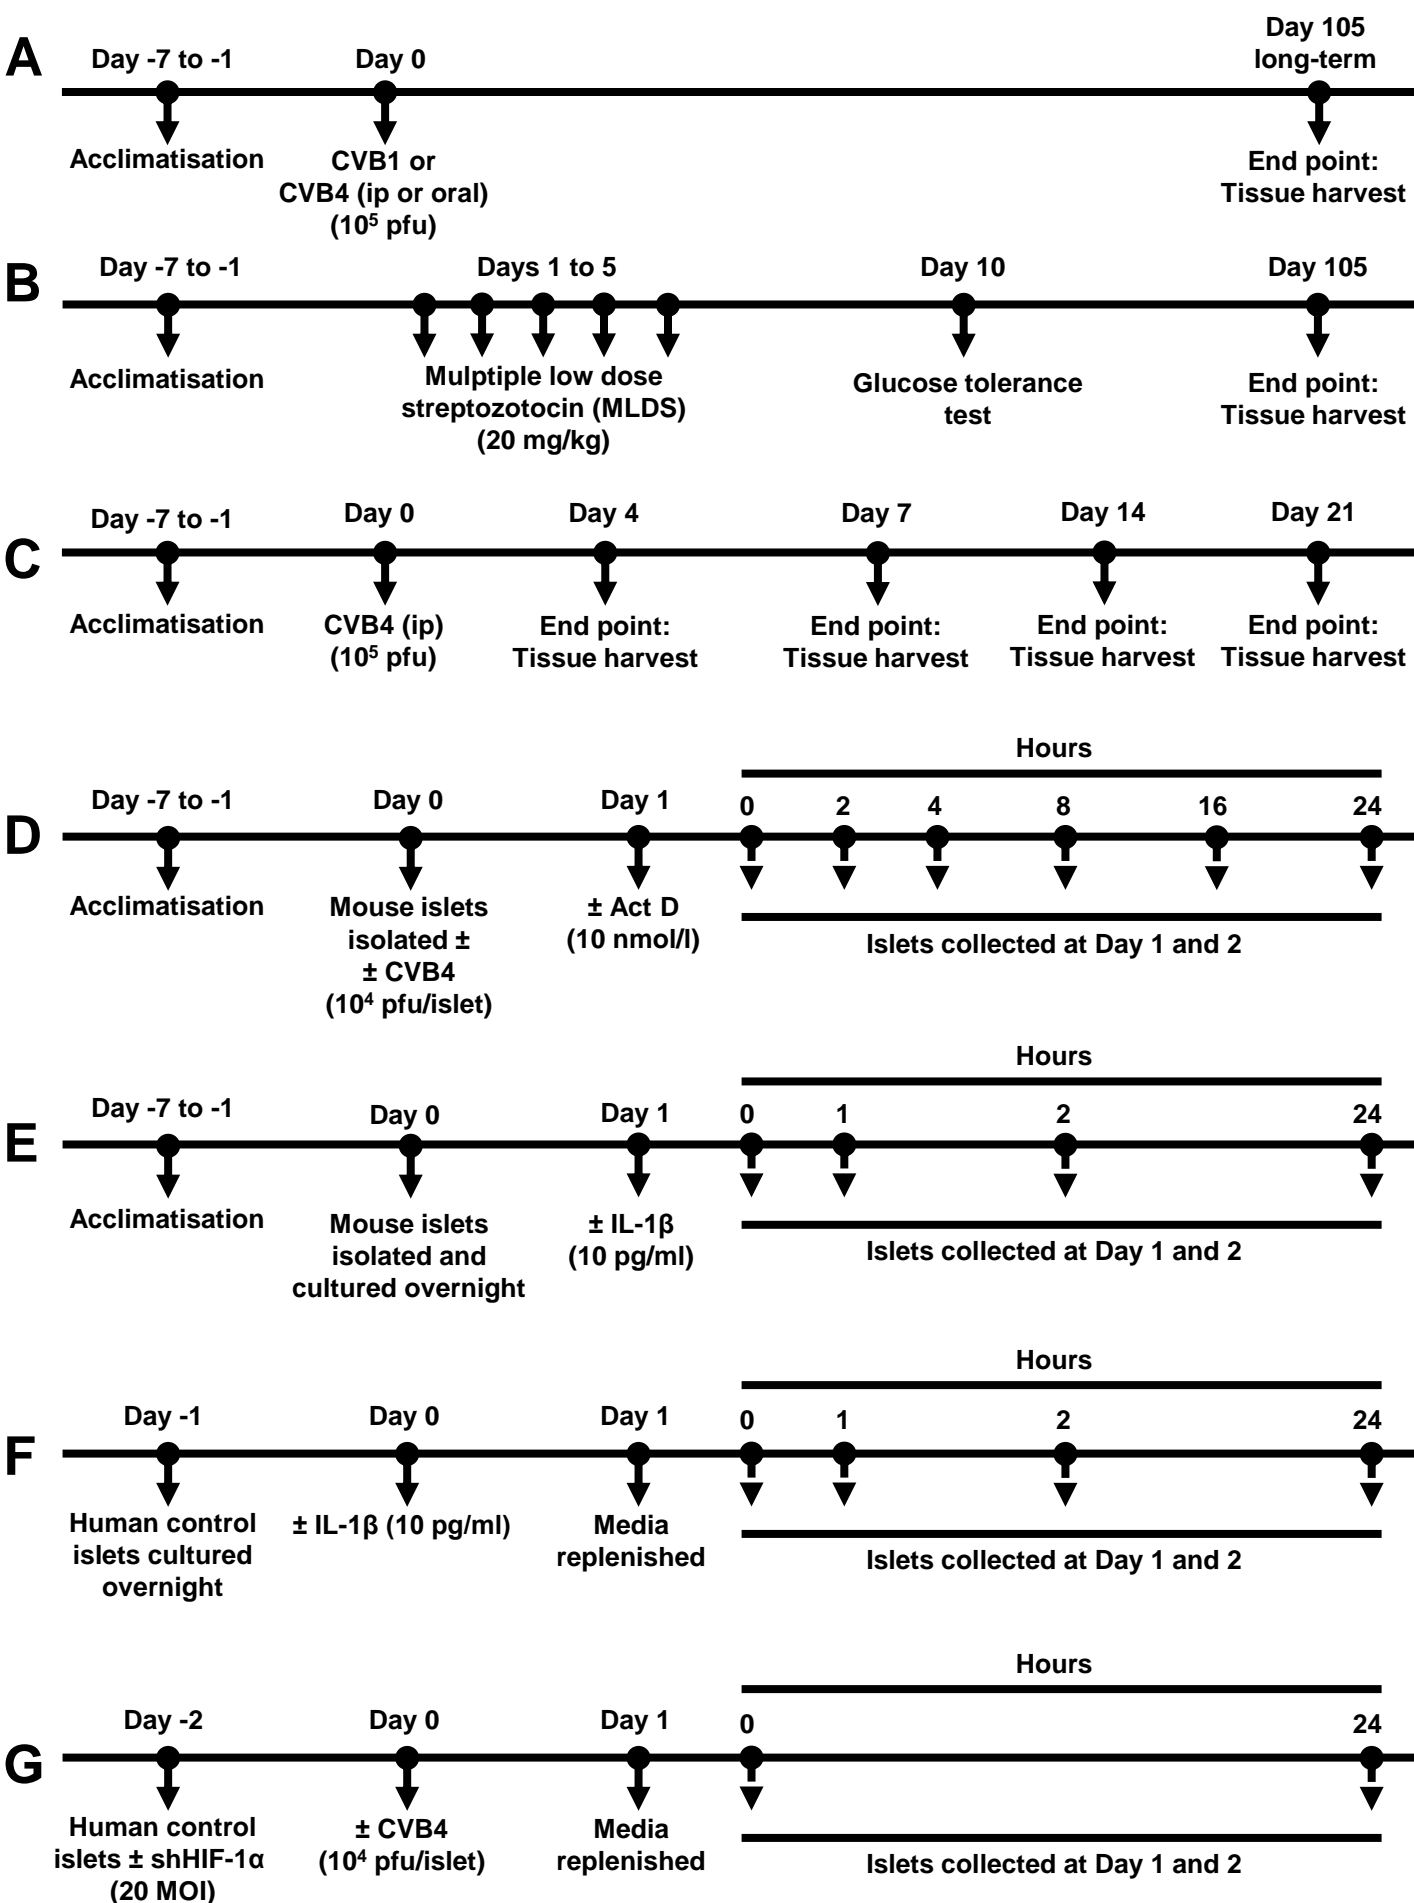 A
Day -7 to -1
Day 0
Day 105
long-term
Acclimatisation
CVB1 or
CVB4 (ip or oral)
(10⁵ pfu)
End point:
Tissue harvest
B
Day -7 to -1
Days 1 to 5
Day 10
Day 105
Acclimatisation
Mulptiple low dose
streptozotocin (MLDS)
(20 mg/kg)
Glucose tolerance
test
End point:
Tissue harvest
C
Day -7 to -1
Day 0
Day 4
Day 7
Day 14
Day 21
Acclimatisation
CVB4 (ip)
(10⁵ pfu)
End point:
Tissue harvest
End point:
Tissue harvest
End point:
Tissue harvest
End point:
Tissue harvest
D
Hours
Day -7 to -1
Day 0
Day 1
0
2
4
8
16
24
Acclimatisation
Mouse islets
isolated ±
± CVB4
(10⁴ pfu/islet)
± Act D
(10 nmol/l)
Islets collected at Day 1 and 2
E
Hours
Day -7 to -1
Day 0
Day 1
0
1
2
24
Acclimatisation
Mouse islets
isolated and
cultured overnight
± IL-1β
(10 pg/ml)
Islets collected at Day 1 and 2
F
Hours
Day -1
Day 0
Day 1
0
1
2
24
Human control
islets cultured
overnight
± IL-1β (10 pg/ml)
Media
replenished
Islets collected at Day 1 and 2
G
Hours
Day -2
Day 0
Day 1
0
24
Human control
islets ± shHIF-1α
(20 MOI)
± CVB4
(10⁴ pfu/islet)
Media
replenished
Islets collected at Day 1 and 2